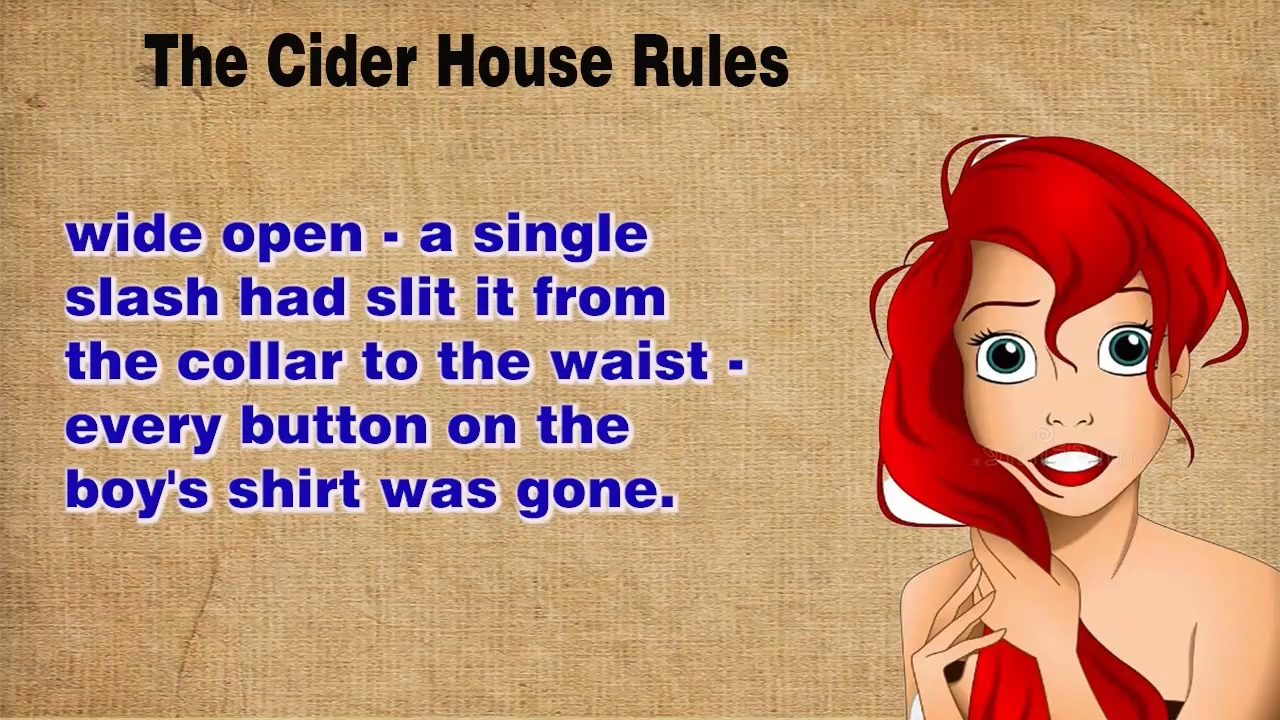 The Cider House Rules
wide open - a single
slash had slit it from
the collar to the waist -
every button on the
boy's shirt was gone.